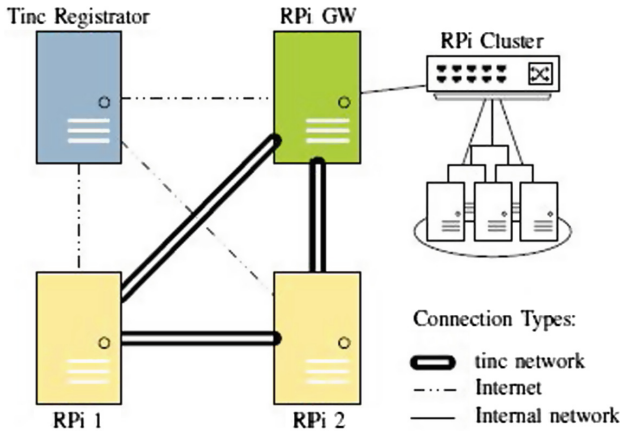 Tinc Registrator
RPi GW
RPi Cluster
RPi 1
RPi 2
Connection Types:
tinc network
Internet
Internal network